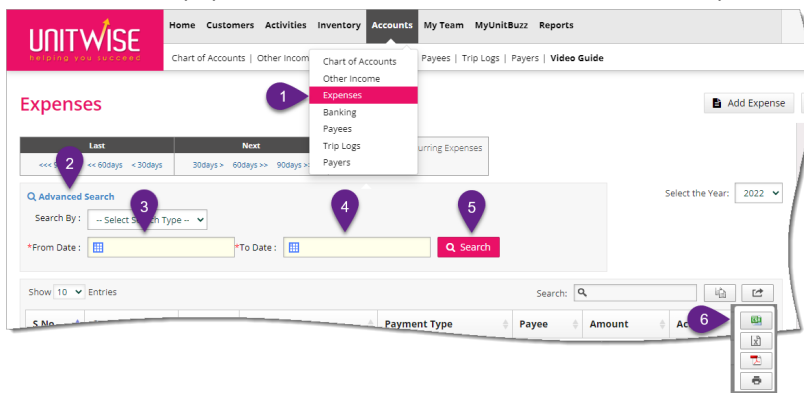 UNITWISE
helping you succeed
Home Customers Activities Inventory Accounts My Team MyUnitBuzz Reports
Chart of Accounts | Other Incom Payees | Trip Logs | Payers | Video Guide
Chart of Accounts
Other Income
Expenses
Banking
Payees
Trip Logs
Payers
1
Expenses
Add Expense
Last Next
<<< 9 << 60days < 30days 30days > 60days >> 90days >> urring Expenses
2
Advanced Search
Select the Year: 2022
3
4
5
Search By : -- Select Search Type --
*From Date : *To Date : Search
Show 10 Entries Search:
S.No Payment Type Payee Amount Ac
6